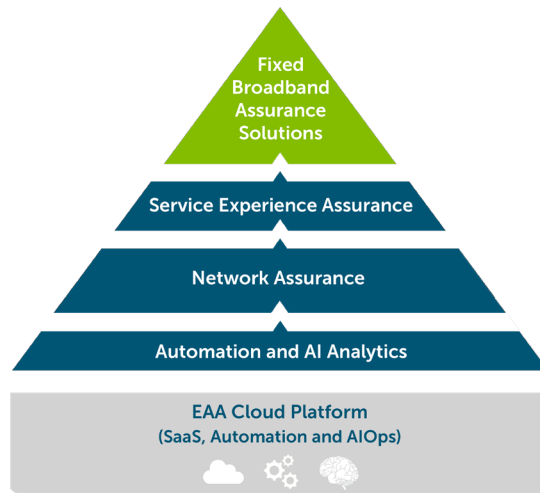 Fixed
Broadband
Assurance
Solutions
Service Experience Assurance
Network Assurance
Automation and AI Analytics
EAA Cloud Platform
(SaaS, Automation and AIOps)